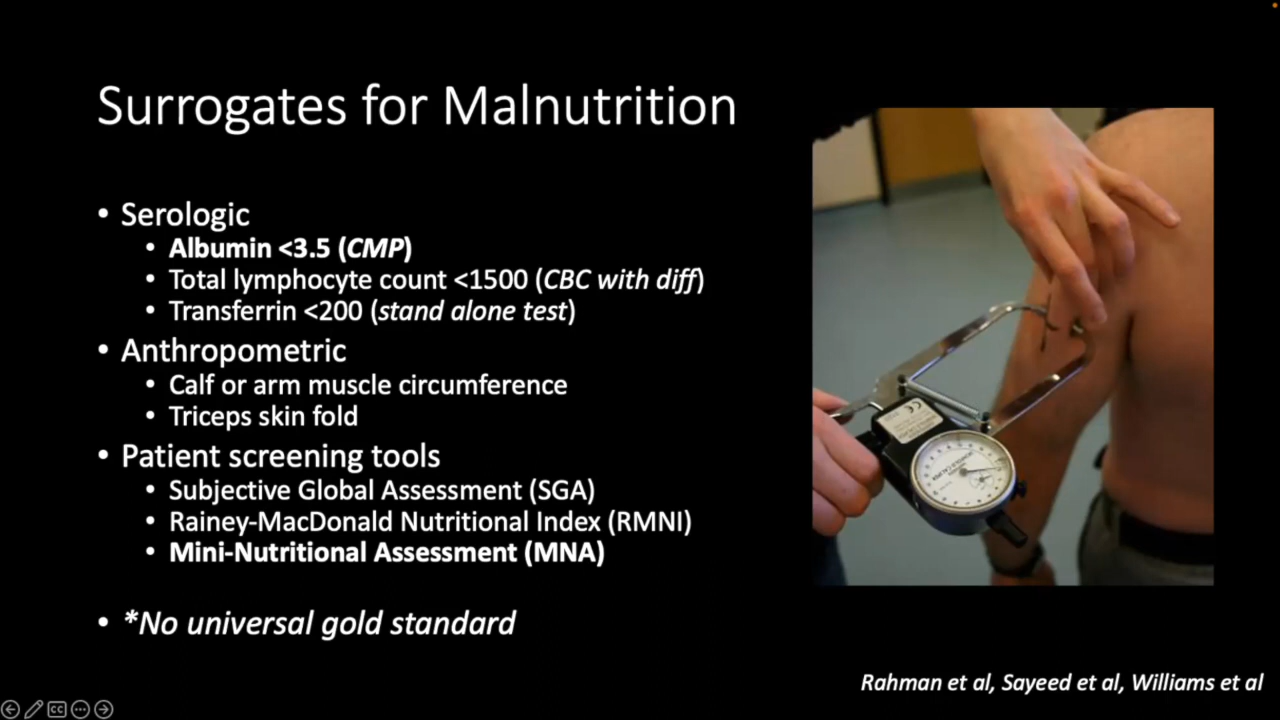 Surrogates for Malnutrition
• Serologic
• Albumin <3.5 (CMP)
• Total lymphocyte count <1500 (CBC with diff)
• Transferrin <200 (stand alone test)
• Anthropometric
• Calf or arm muscle circumference
• Triceps skin fold
• Patient screening tools
• Subjective Global Assessment (SGA)
• Rainey-MacDonald Nutritional Index (RMNI)
• Mini-Nutritional Assessment (MNA)
• *No universal gold standard
Rahman et al, Sayeed et al, Williams et al
CC